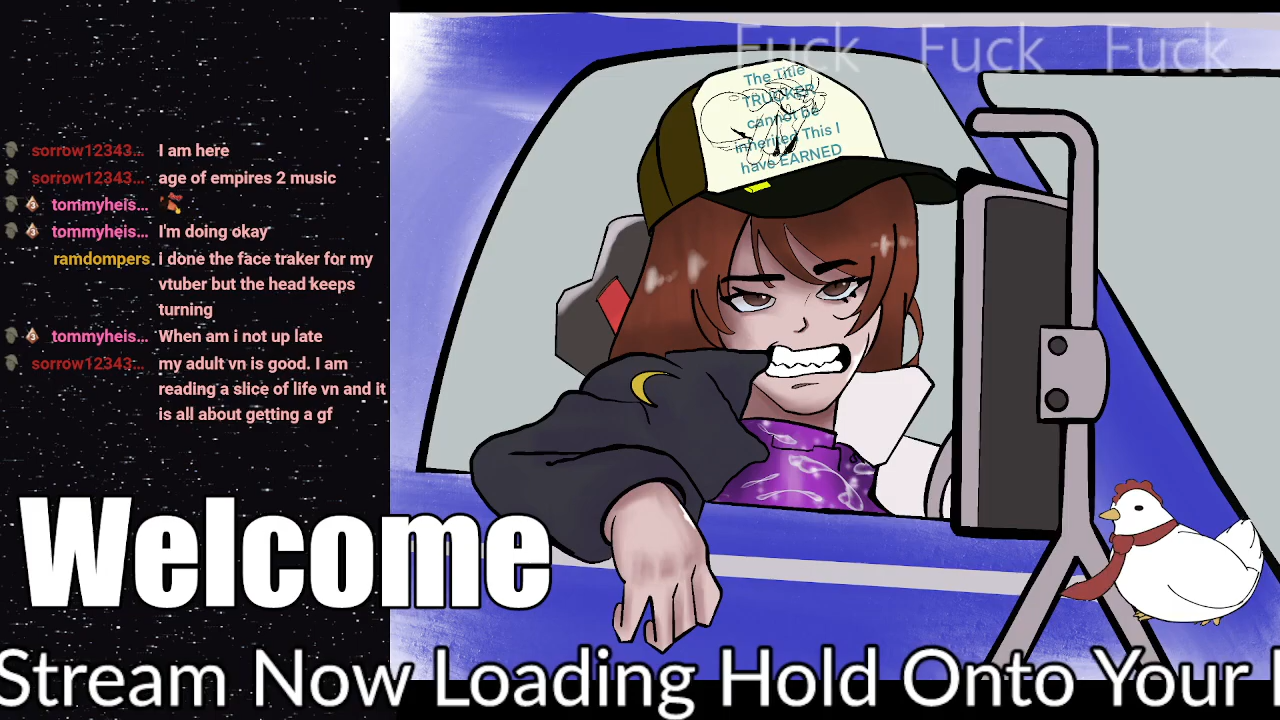 Fuck Fuck Fuck
The Title
TRUCKER
cannot be
inherited This I
have EARNED
sorrow12343... I am here
sorrow12343... age of empires 2 music
tommyheis...
tommyheis... I'm doing okay
ramdompers i done the face traker for my
vtuber but the head keeps
turning
tommyheis... When am i not up late
sorrow12343... my adult vn is good. I am
reading a slice of life vn and it
is all about getting a gf
Welcome
Stream Now Loading Hold Onto Your